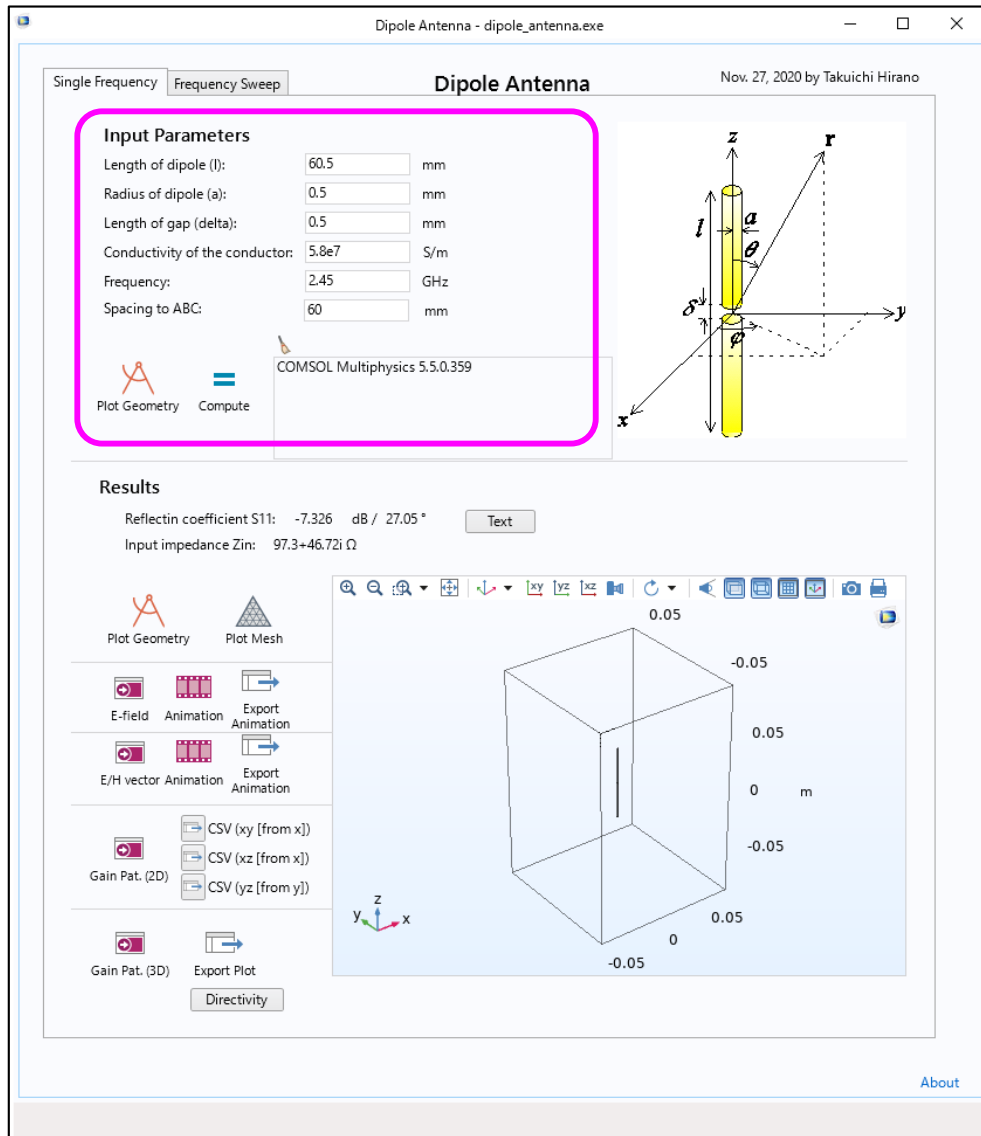 Dipole Antenna - dipole_antenna.exe
Single Frequency
Frequency Sweep
Dipole Antenna
Nov. 27, 2020 by Takuichi Hirano
Input Parameters
Length of dipole (l): 60.5 mm
Radius of dipole (a): 0.5 mm
Length of gap (delta): 0.5 mm
Conductivity of the conductor: 5.8e7 S/m
Frequency: 2.45 GHz
Spacing to ABC: 60 mm
COMSOL Multiphysics 5.5.0.359
Plot Geometry
Compute
z
r
l
a
θ
δ
y
φ
x
Results
Reflectin coefficient S11: -7.326 dB / 27.05 °
Text
Input impedance Zin: 97.3+46.72i Ω
Plot Geometry
Plot Mesh
E-field
Animation
Export
Animation
E/H vector
Animation
Export
Animation
Gain Pat. (2D)
CSV (xy [from x])
CSV (xz [from x])
CSV (yz [from y])
Gain Pat. (3D)
Export Plot
Directivity
xy
yz
xz
0.05
-0.05
0.05
0
m
-0.05
0.05
0
-0.05
z
y
x
About